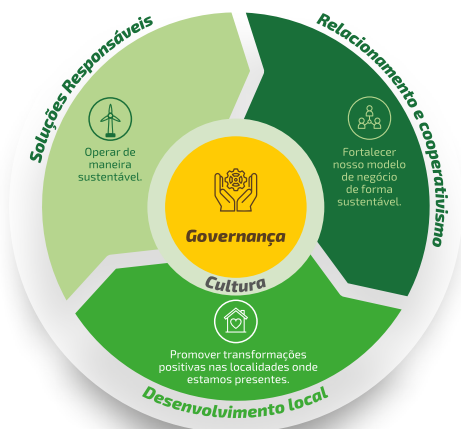 Soluções Responsáveis
Operar de
maneira
sustentável.
Relacionamento e cooperativismo
Fortalecer
nosso modelo
de negócio
de forma
sustentável.
Governança
Cultura
Promover transformações
positivas nas localidades onde
estamos presentes.
Desenvolvimento local